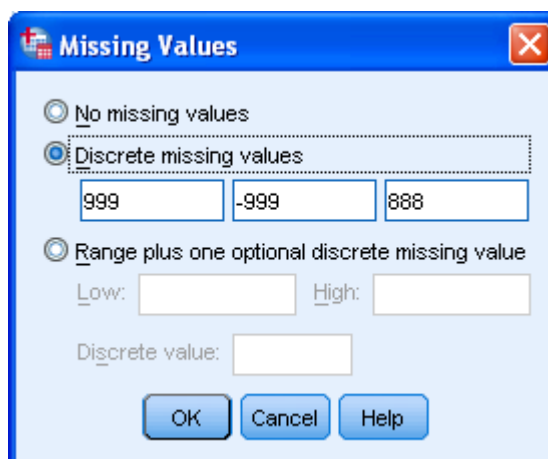 Missing Values
No missing values
Discrete missing values
999 -999 888
Range plus one optional discrete missing value
Low: High:
Discrete value:
OK Cancel Help